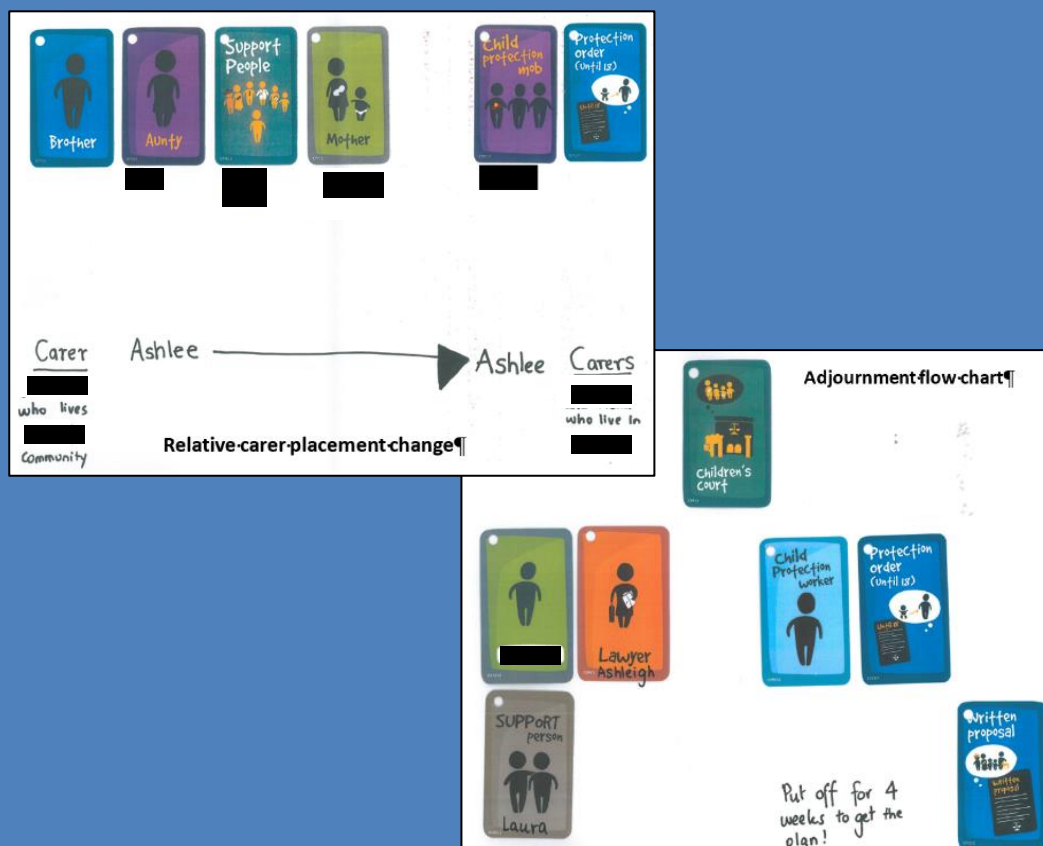 Brother
Aunty
Support
People
Mother
Child
protection
mob
Protection
order
(until 18)
Carer
who lives
Community
Ashlee
Ashlee
Carers
who live in
Relative·carer·placement·change¶
Adjournment·flow·chart¶
Children's
Court
Lawyer
Ashleigh
SUPPORT
person
Laura
Child
Protection
worker
Protection
order
(until 18)
Written
proposal
written
proposal
Put off for 4
weeks to get the
plan!